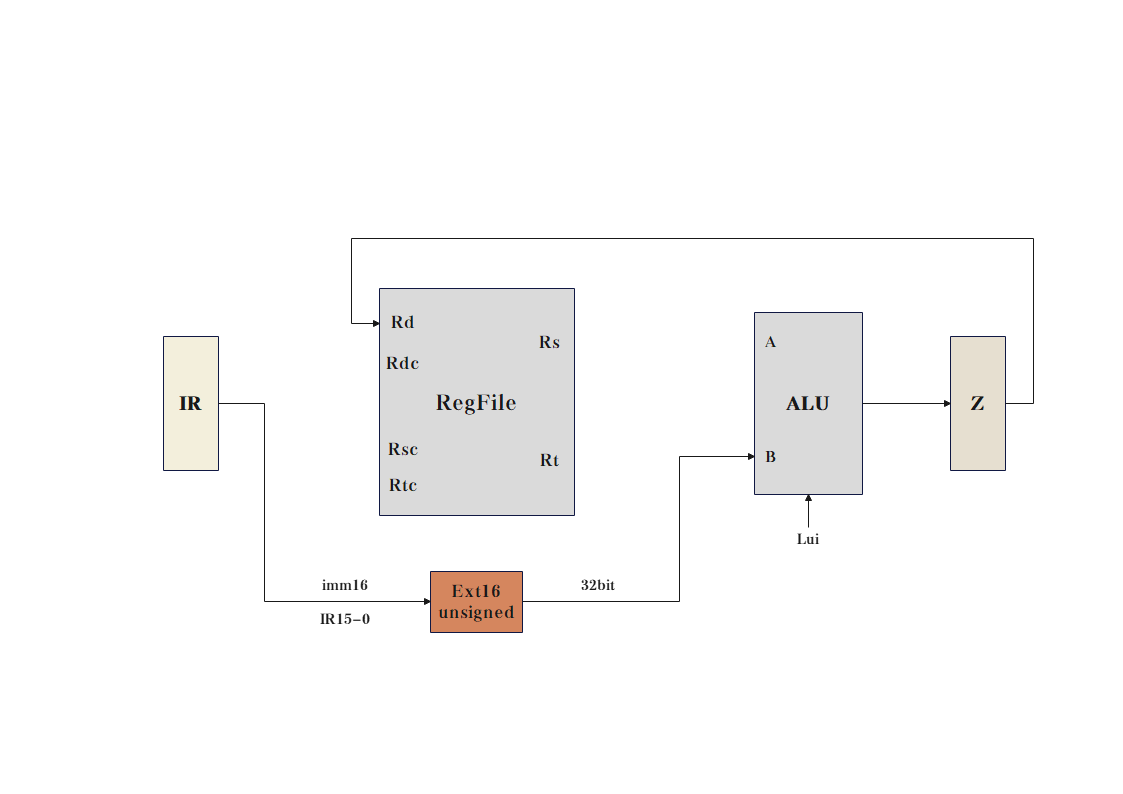 Rd
Rs
A
Rdc
IR
RegFile
ALU
Z
Rsc
Rt
B
Rtc
Lui
imm16
Ext16
unsigned
32bit
IR15-0